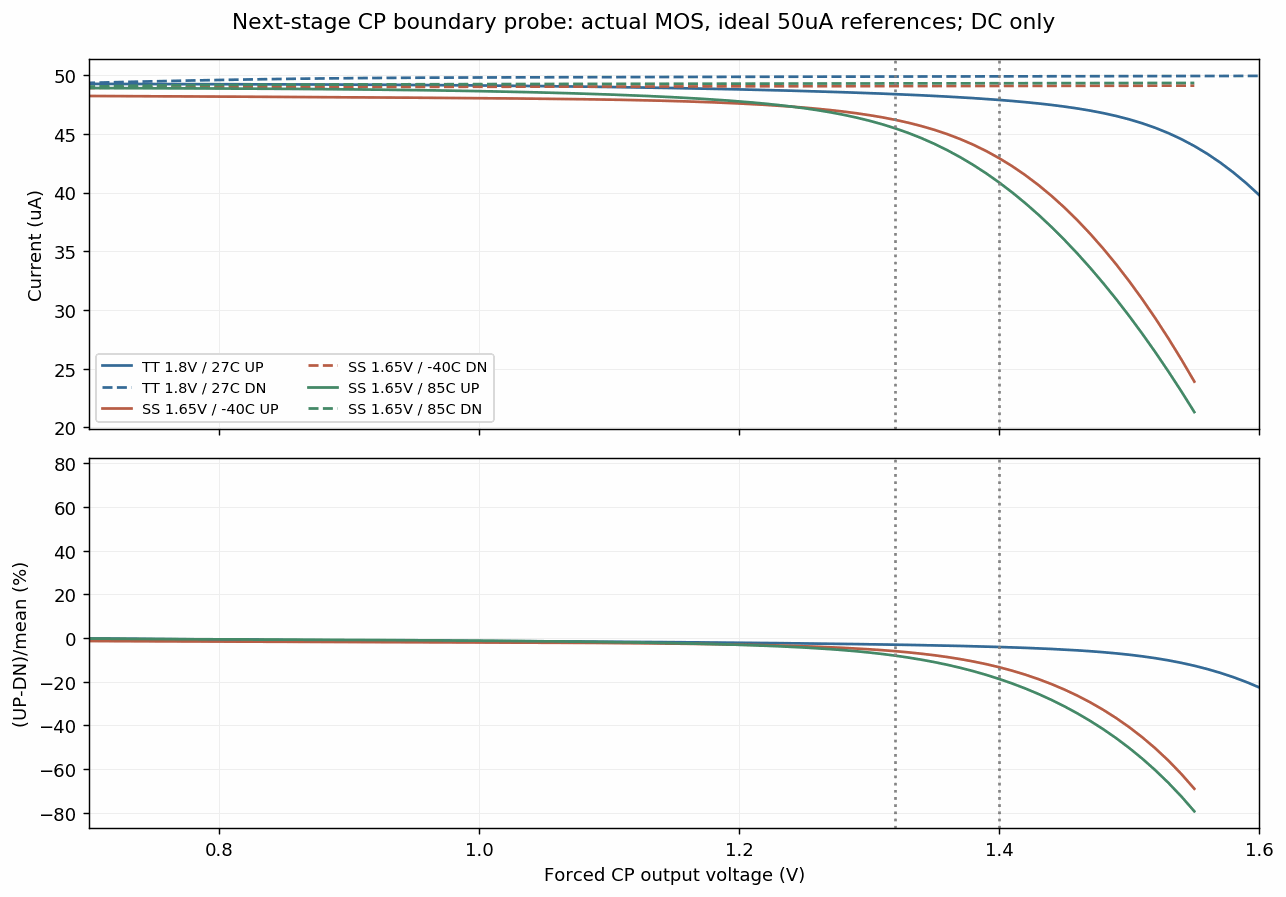 Next-stage CP boundary probe: actual MOS, ideal 50uA references; DC only
50
45
40
35
30
25
20
Current (uA)
TT 1.8V / 27C UP
TT 1.8V / 27C DN
SS 1.65V / -40C UP
SS 1.65V / -40C DN
SS 1.65V / 85C UP
SS 1.65V / 85C DN
80
60
40
20
0
−20
−40
−60
−80
(UP-DN)/mean (%)
0.8 1.0 1.2 1.4 1.6
Forced CP output voltage (V)